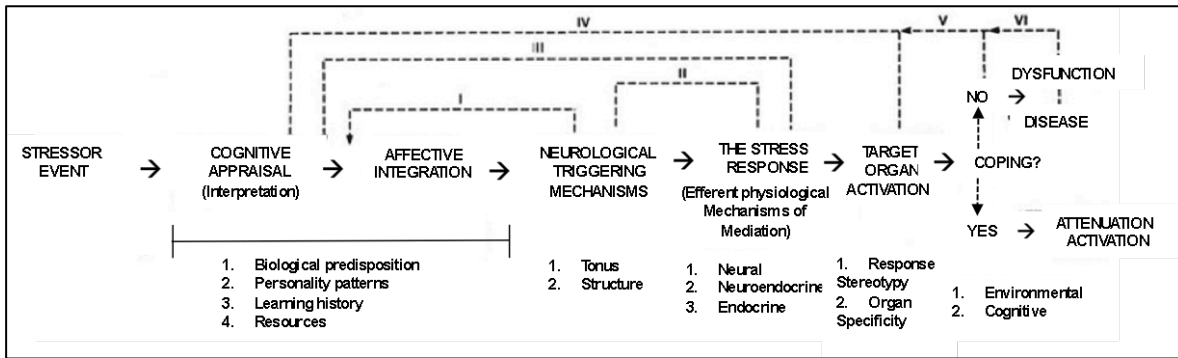 IV
V
VI
III
II
I
DYSFUNCTION
NO
DISEASE
STRESSOR
EVENT
COGNITIVE
APPRAISAL
(Interpretation)
AFFECTIVE
INTEGRATION
NEUROLOGICAL
TRIGGERING
MECHANISMS
THE STRESS
RESPONSE
(Efferent physiological
Mechanisms of
Mediation)
TARGET
ORGAN
ACTIVATION
COPING?
YES
ATTENUATION
ACTIVATION
1. Biological predisposition
2. Personality patterns
3. Learning history
4. Resources
1. Tonus
2. Structure
1. Neural
2. Neuroendocrine
3. Endocrine
1. Response
Stereotypy
2. Organ
Specificity
1. Environmental
2. Cognitive